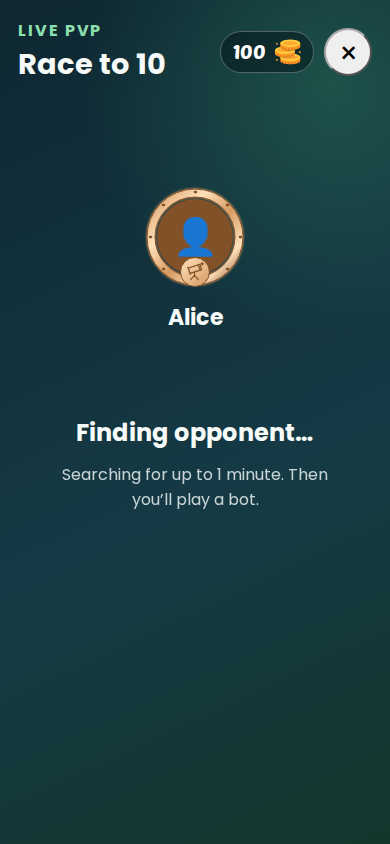 LIVE PVP
Race to 10
100
×
Alice
Finding opponent...
Searching for up to 1 minute. Then
you’ll play a bot.